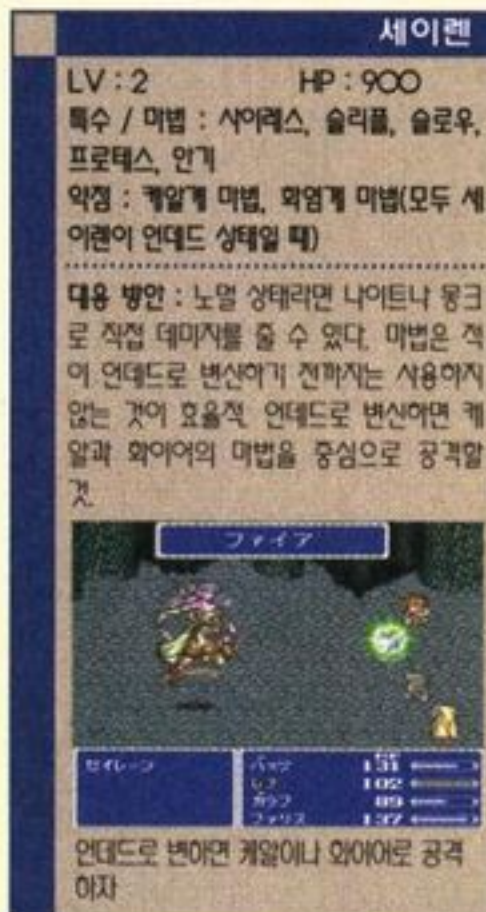 세이렌
LV : 2 HP : 900
특수 / 마법 : 사이레스, 슬리플, 슬로우,
프로테스, 안기
약점 : 케알계 마법, 화염계 마법(모두 세
이렌이 언데드 상태일 때)
대응 방안 : 노멀 상태라면 나이트나 몽크
로 직접 데미지를 줄 수 있다. 마법은 적
이 언데드로 변신하기 전까지는 사용하지
않는 것이 효율적. 언데드로 변신하면 케
알과 화이어의 마법을 중심으로 공격할
것.
ファイア
セイレーン
バッツ 131
レナ 102
ガラフ 89
ファリス 137
언데드로 변하면 케알이나 화이어로 공격
하자